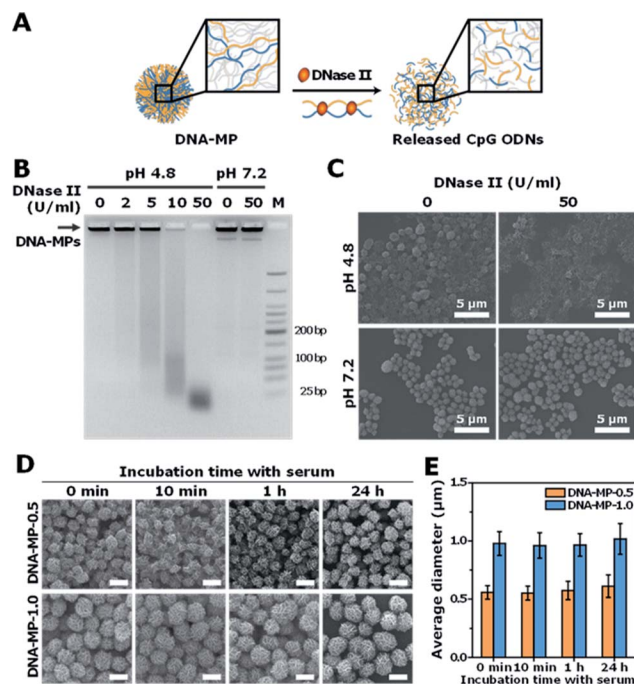 A
DNase II
DNA-MP
Released CpG ODNs
B
pH 4.8 pH 7.2
DNase II
(U/ml)
0 2 5 10 50 0 50 M
DNA-MPs
200 bp
100 bp
25 bp
C
DNase II (U/ml)
0 50
pH 4.8
5 µm 5 µm
pH 7.2
5 µm 5 µm
D
Incubation time with serum
0 min 10 min 1 h 24 h
DNA-MP-0.5
DNA-MP-1.0
E
Average diameter (µm)
1.5
1.0
0.5
0.0
DNA-MP-0.5
DNA-MP-1.0
0 min 10 min 1 h 24 h
Incubation time with serum